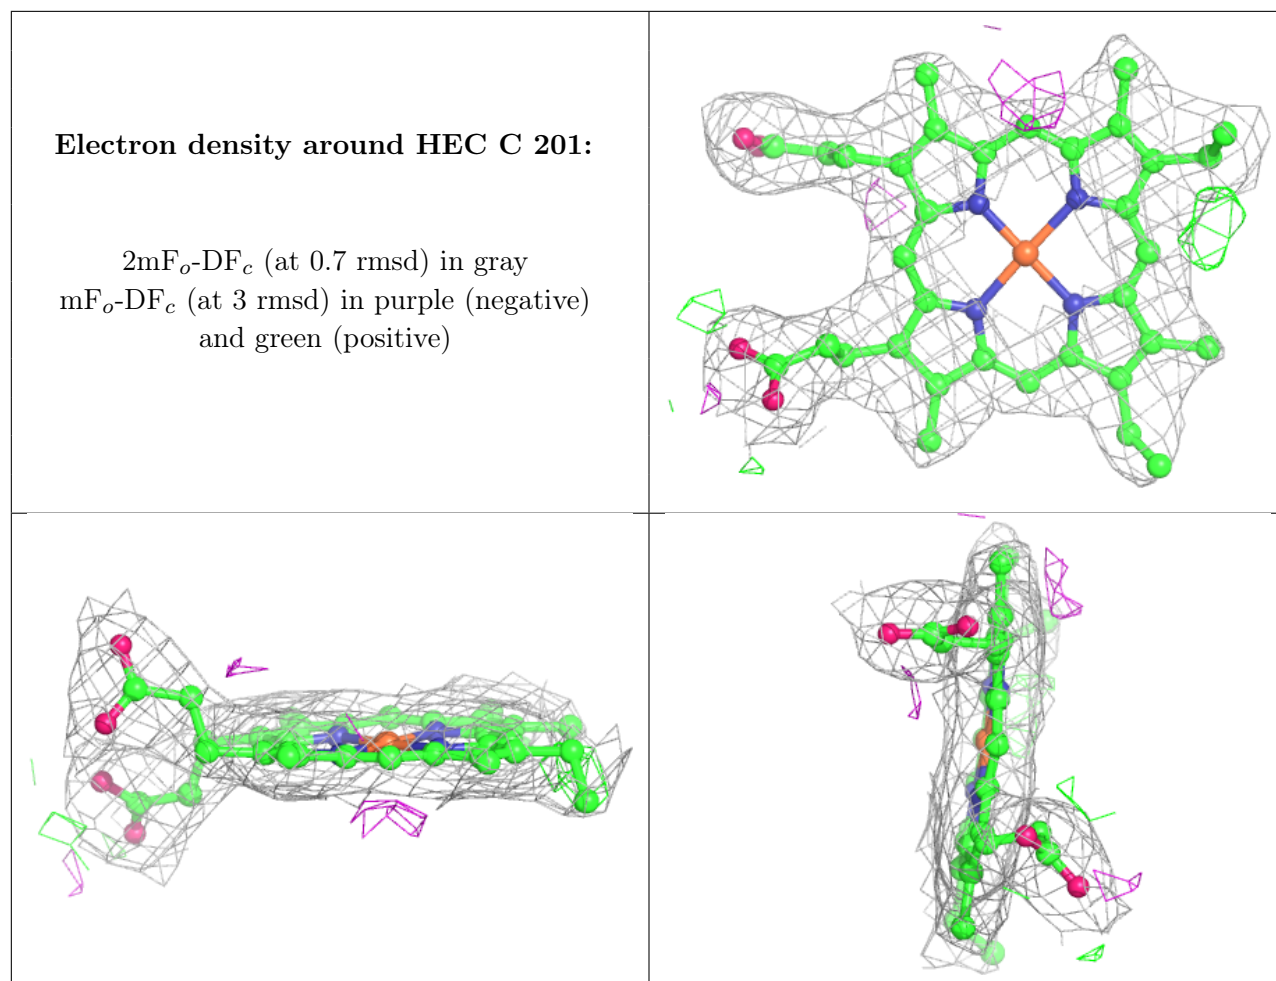 Electron density around HEC C 201:
2mFo-DFc (at 0.7 rmsd) in gray
mFo-DFc (at 3 rmsd) in purple (negative)
and green (positive)